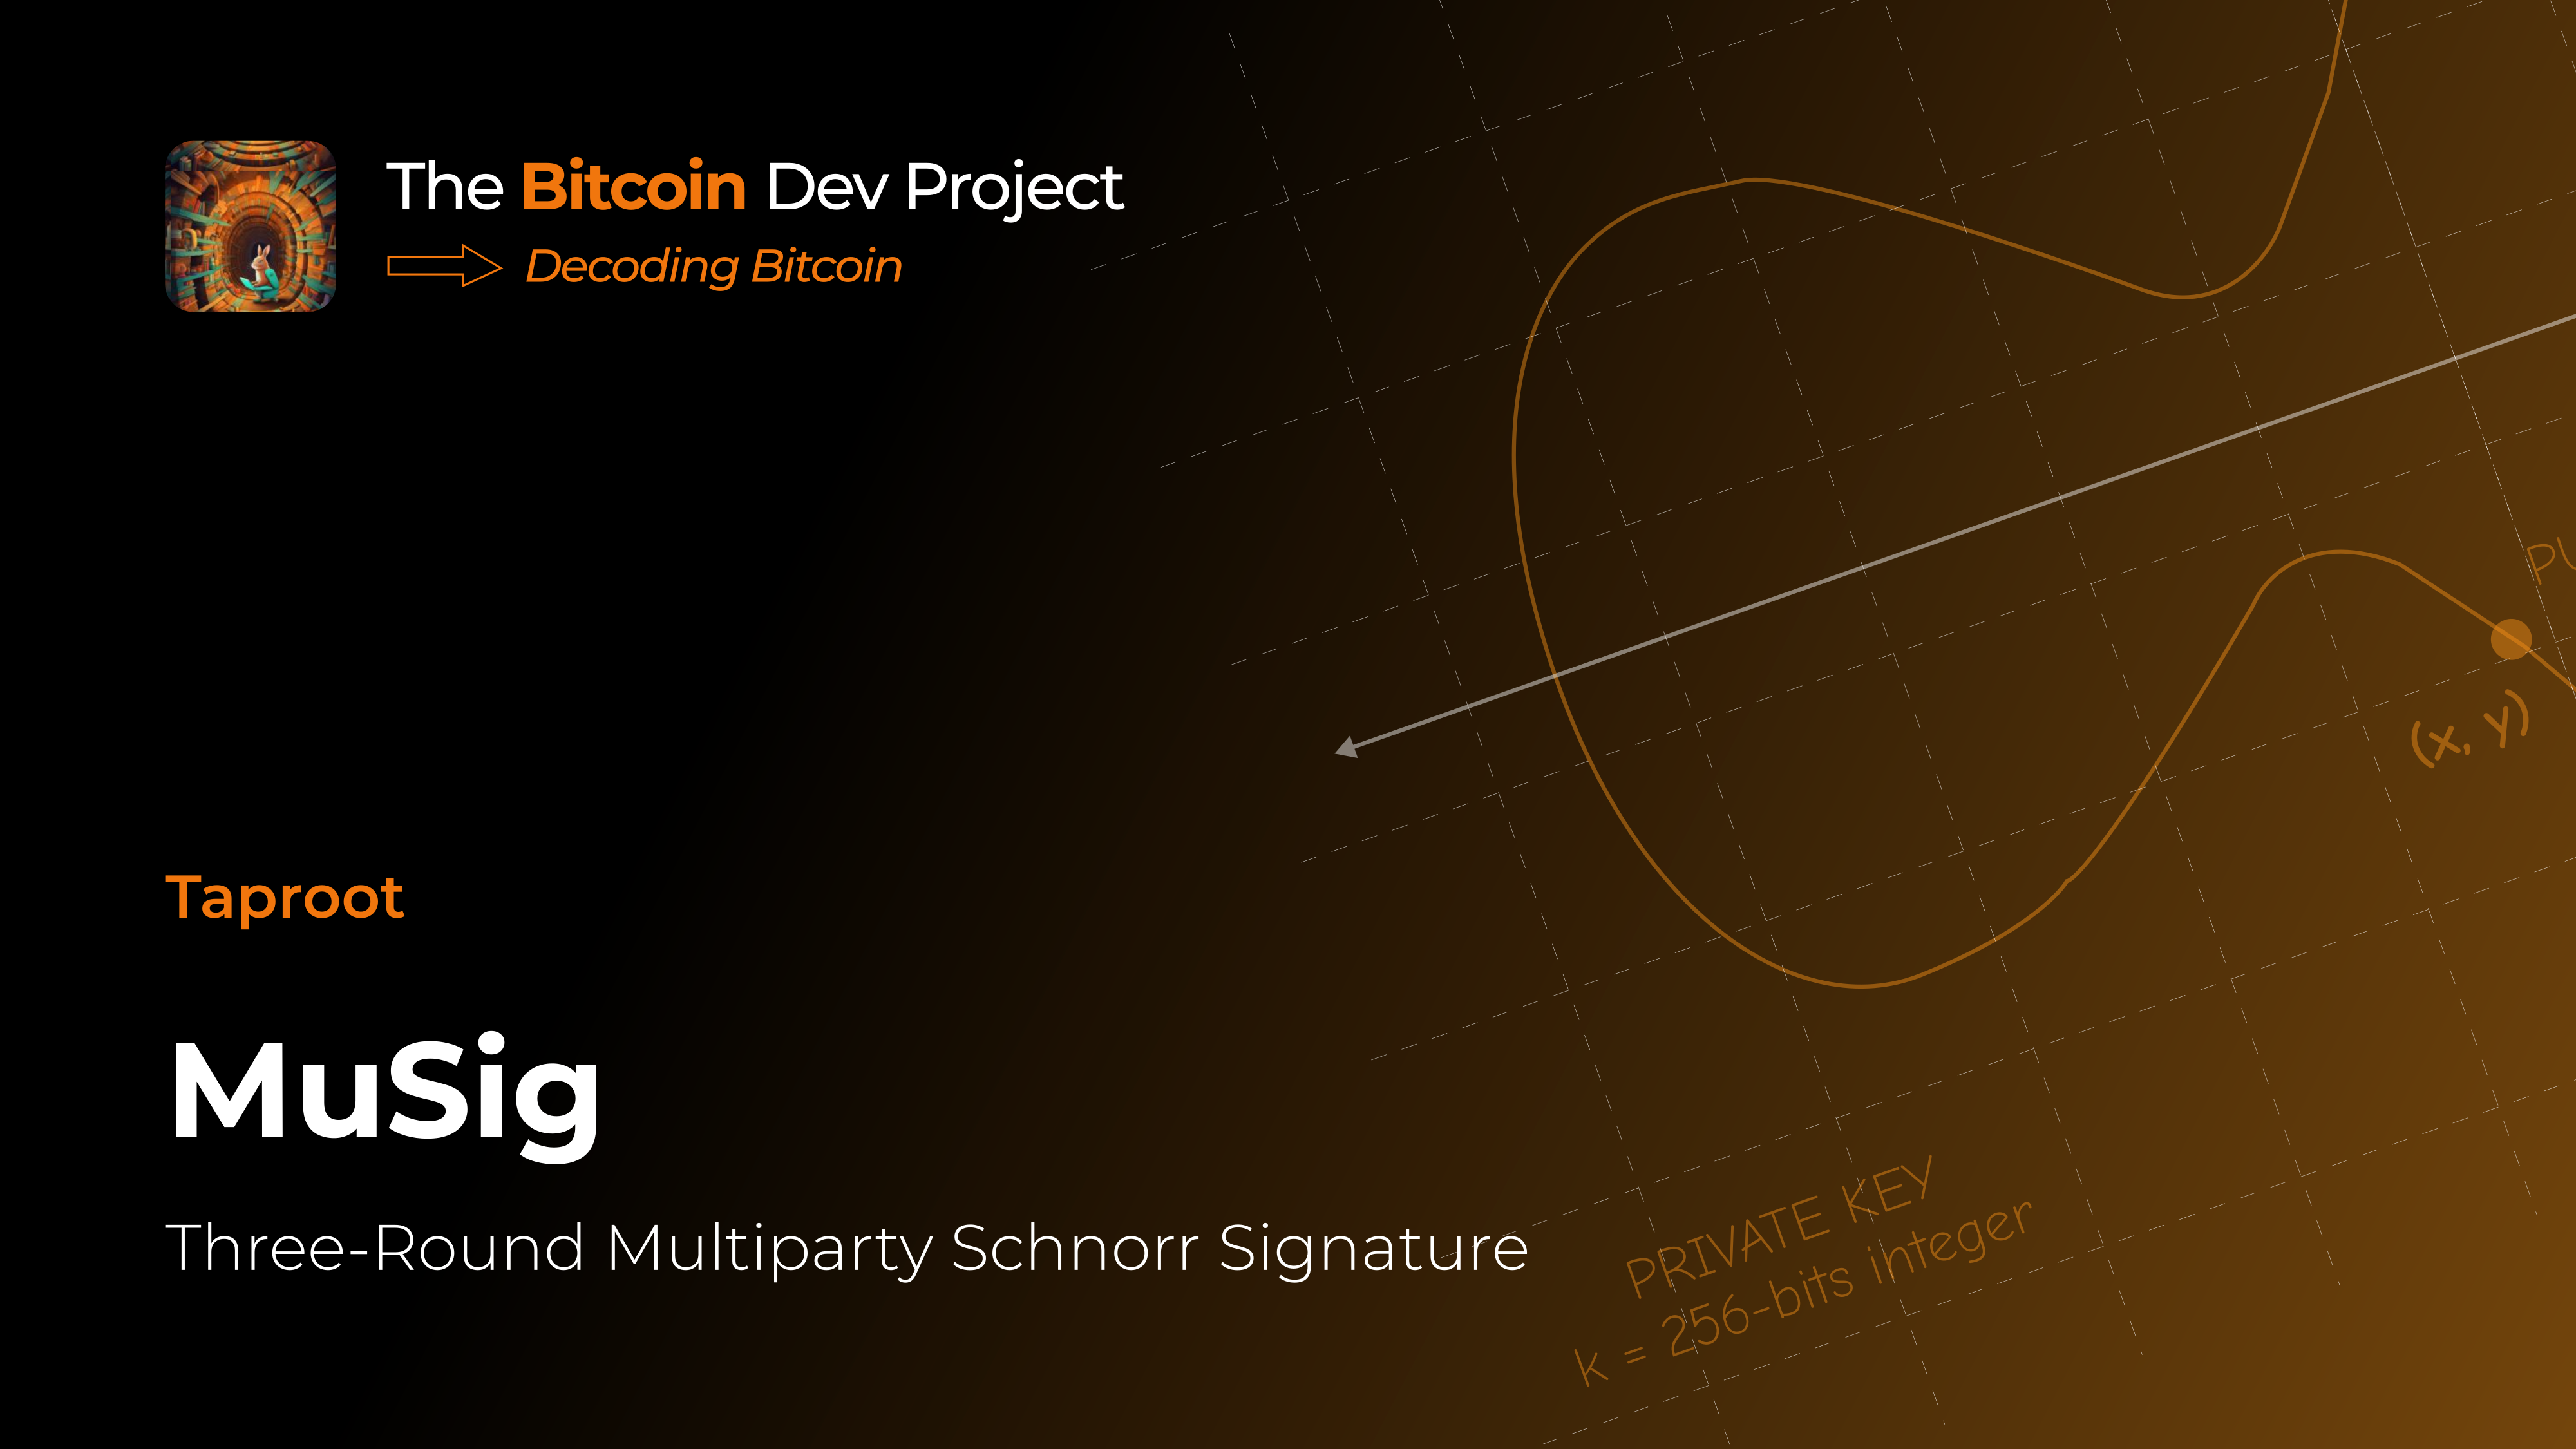 The Bitcoin Dev Project
Decoding Bitcoin
(x, y)
Taproot
MuSig
Three-Round Multiparty Schnorr Signature
PRIVATE KEY
k = 256-bits integer